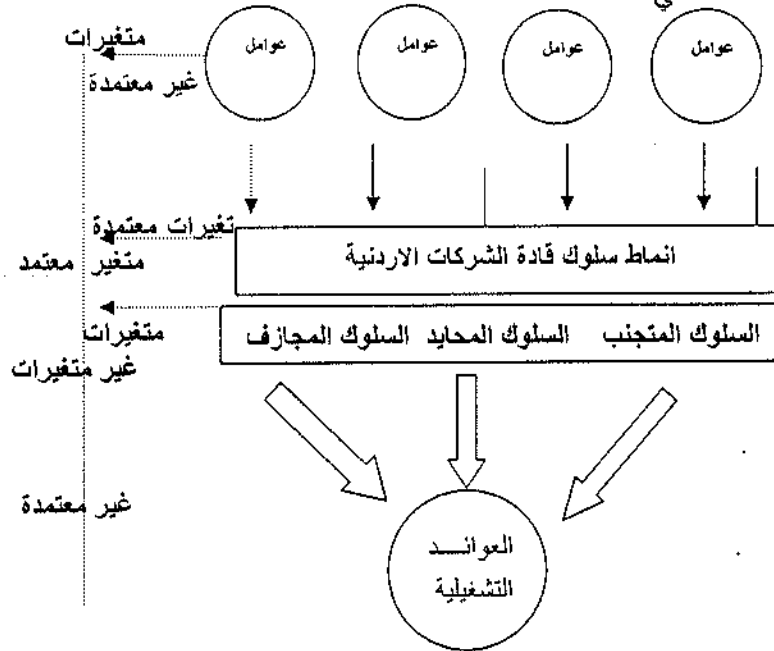 ي
عوامل عوامل عوامل عوامل
متغيرات
غير معتمدة
تغيرات معتمدة
انماط سلوك قادة الشركات الاردنية
متغير معتمد
السلوك المتجنب السلوك المحايد السلوك المجازف
متغيرات
غير متغيرات
غير معتمدة
العوائــد
التشغيلية